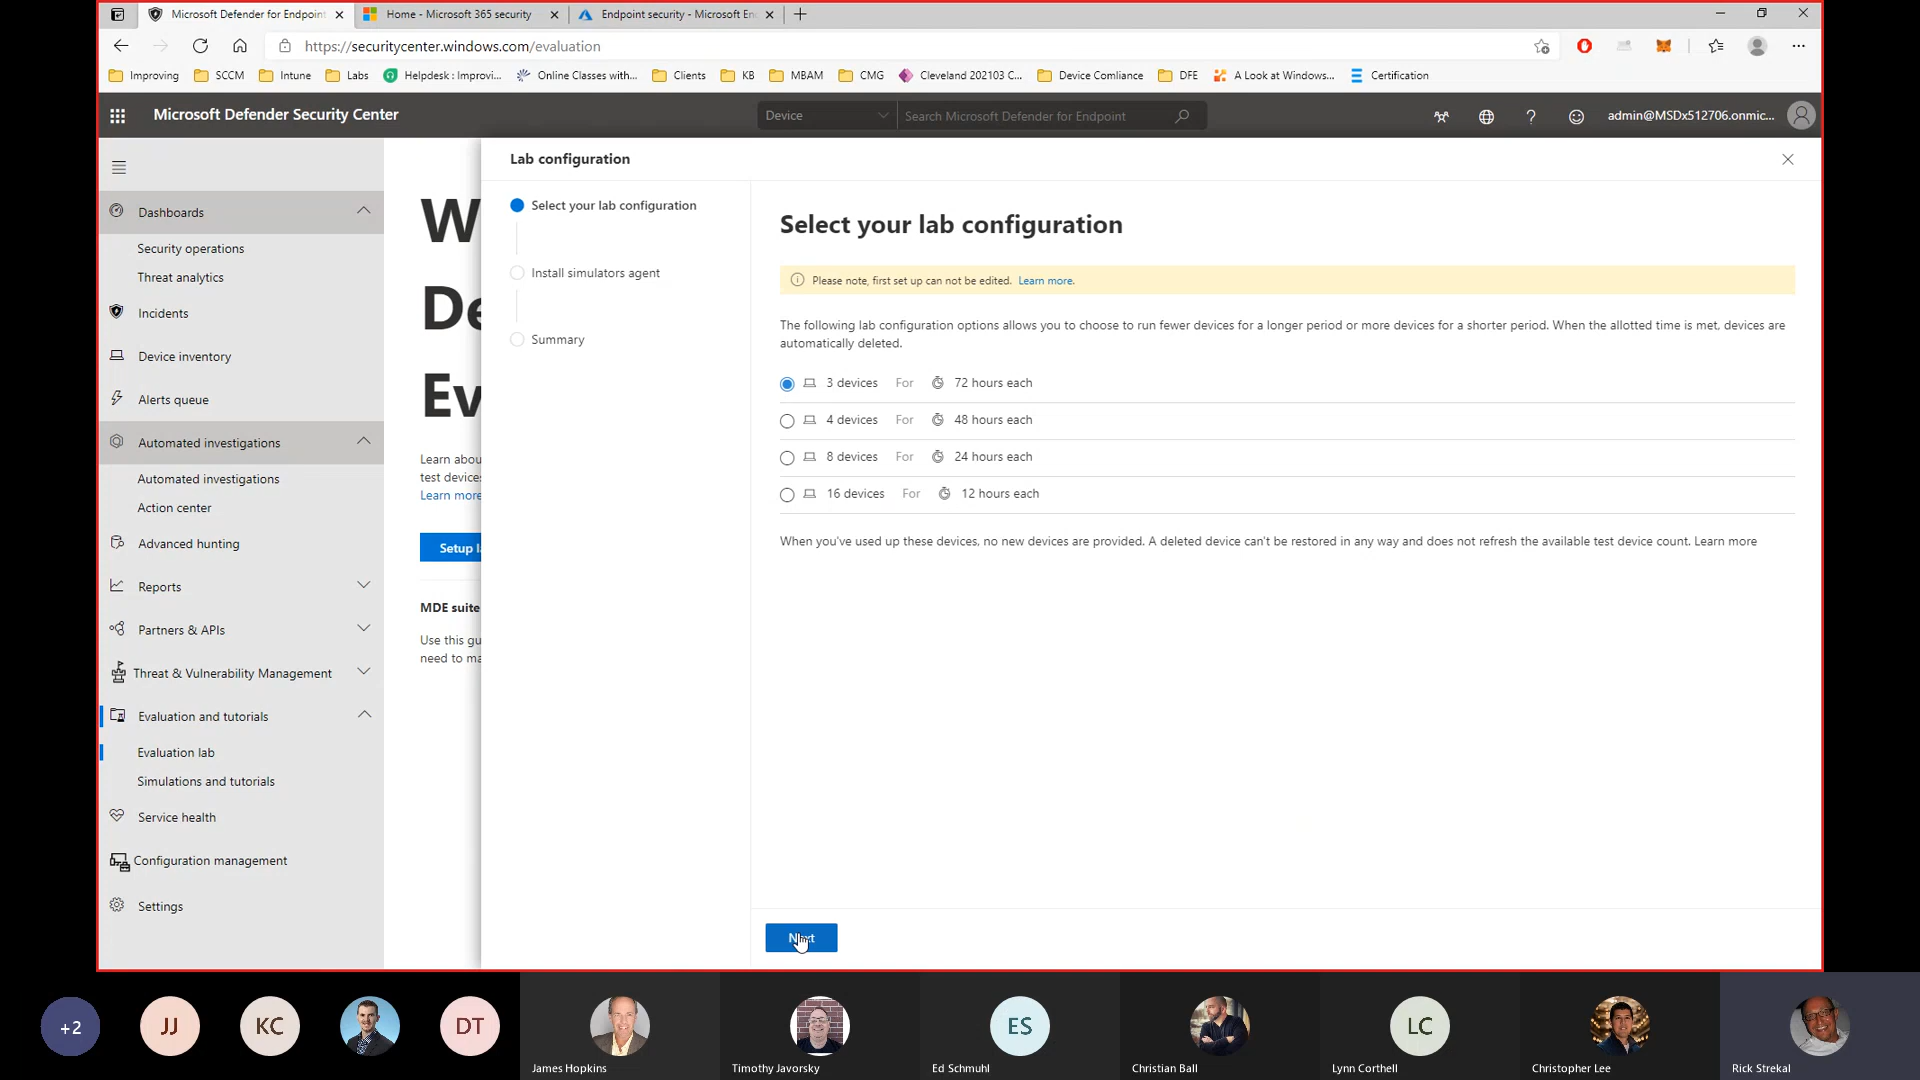 Microsoft Defender for Endpoint
Home - Microsoft 365 security
Endpoint security - Microsoft En
https://securitycenter.windows.com/evaluation
Improving
SCCM
Intune
Labs
Helpdesk : Improvi...
Online Classes with...
Clients
KB
MBAM
CMG
Cleveland 202103 C...
Device Comliance
DFE
A Look at Windows...
Certification
Microsoft Defender Security Center
Device
Search Microsoft Defender for Endpoint
admin@MSDx512706.onmic...
Dashboards
Security operations
Threat analytics
Incidents
Device inventory
Alerts queue
Automated investigations
Automated investigations
Action center
Advanced hunting
Reports
Partners & APIs
Threat & Vulnerability Management
Evaluation and tutorials
Evaluation lab
Simulations and tutorials
Service health
Configuration management
Settings
W
De
Ev
Learn abou
test device
Learn more
Setup l
MDE suite
Use this gu
need to ma
Lab configuration
Select your lab configuration
Install simulators agent
Summary
Select your lab configuration
Please note, first set up can not be edited. Learn more.
The following lab configuration options allows you to choose to run fewer devices for a longer period or more devices for a shorter period. When the allotted time is met, devices are
automatically deleted.
3 devices For 72 hours each
4 devices For 48 hours each
8 devices For 24 hours each
16 devices For 12 hours each
When you've used up these devices, no new devices are provided. A deleted device can't be restored in any way and does not refresh the available test device count. Learn more
Next
+2
JJ
KC
DT
ES
LC
James Hopkins
Timothy Javorsky
Ed Schmuhl
Christian Ball
Lynn Corthell
Christopher Lee
Rick Strekal